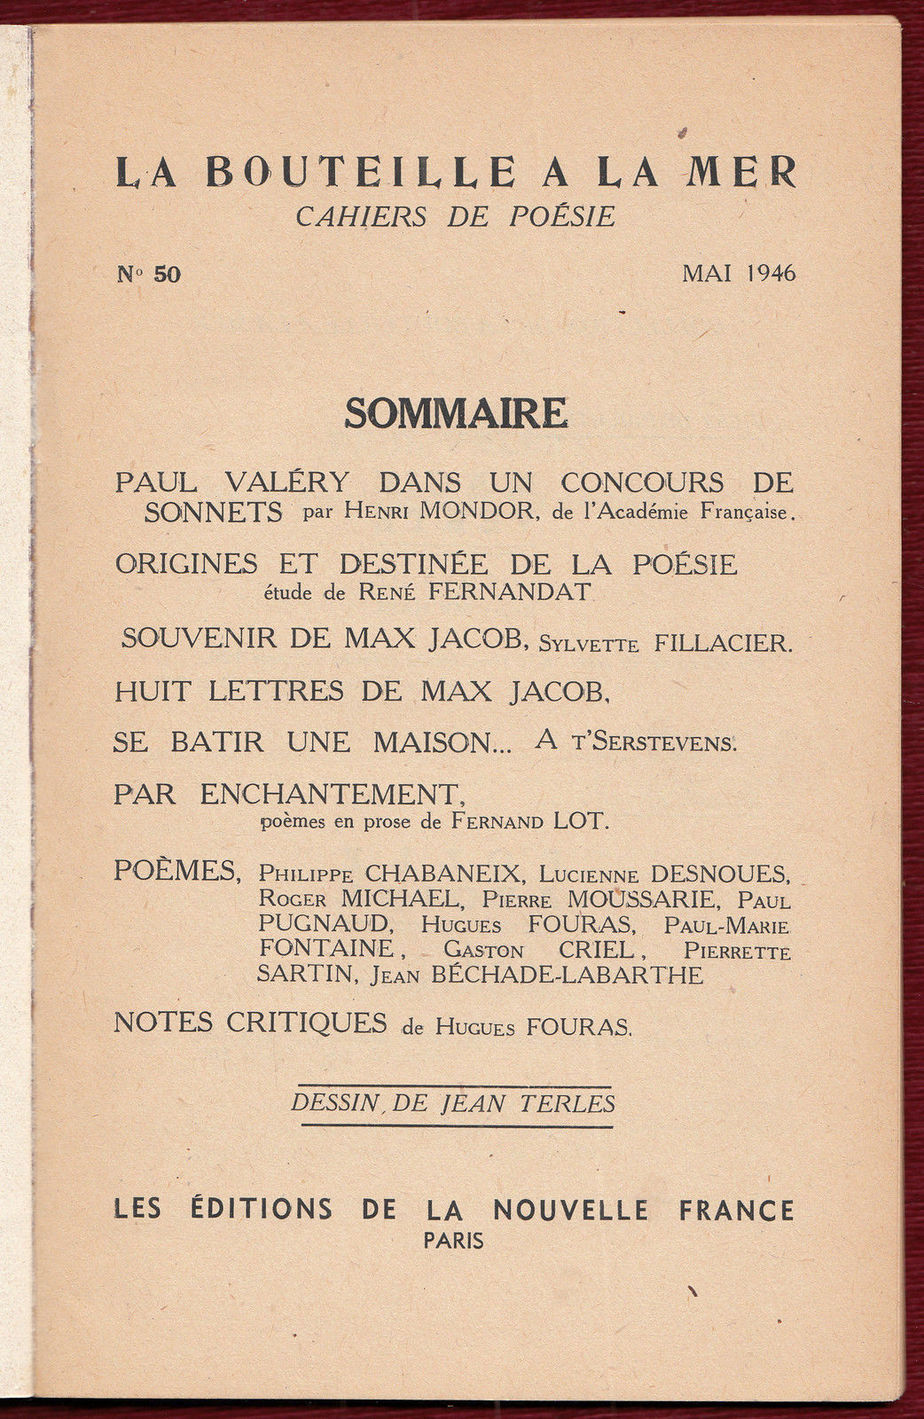 LA BOUTEILLE A LA MER
CAHIERS DE POÉSIE
Nº 50 MAI 1946
SOMMAIRE
PAUL VALÉRY DANS UN CONCOURS DE
SONNETS par HENRI MONDOR, de l'Académie Française.
ORIGINES ET DESTINÉE DE LA POÉSIE
étude de RENÉ FERNANDAT
SOUVENIR DE MAX JACOB, SYLVETTE FILLACIER.
HUIT LETTRES DE MAX JACOB,
SE BATIR UNE MAISON... A T'SERSTEVENS.
PAR ENCHANTEMENT,
poèmes en prose de FERNAND LOT.
POÈMES, PHILIPPE CHABANEIX, LUCIENNE DESNOUES,
ROGER MICHAEL, PIERRE MOUSSARIE, PAUL
PUGNAUD, HUGUES FOURAS, PAUL-MARIE
FONTAINE, GASTON CRIEL, PIERRETTE
SARTIN, JEAN BÉCHADE-LABARTHE
NOTES CRITIQUES de HUGUES FOURAS.
DESSIN DE JEAN TERLES
LES ÉDITIONS DE LA NOUVELLE FRANCE
PARIS